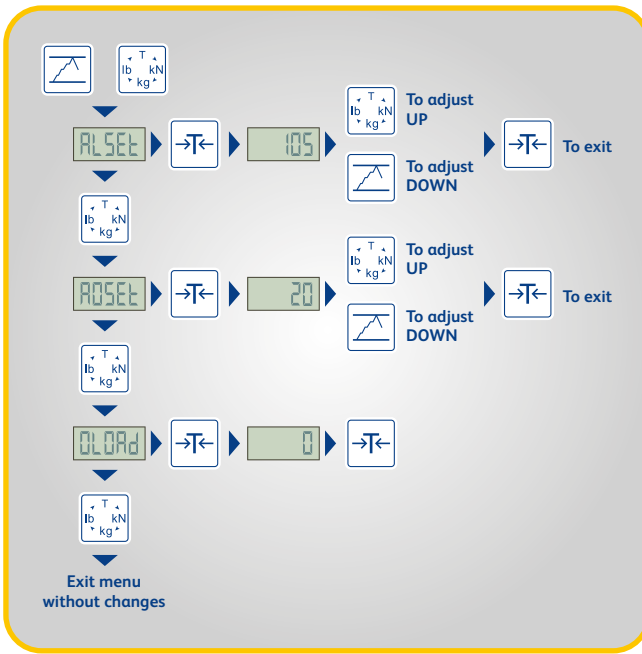 T
lb kN
kg
ALSEt
→T←
105
T
lb kN
kg
To adjust
UP
To adjust
DOWN
→T←
To exit
T
lb kN
kg
AOSEt
→T←
20
T
lb kN
kg
To adjust
UP
To adjust
DOWN
→T←
To exit
T
lb kN
kg
OLOAd
→T←
0
→T←
T
lb kN
kg
Exit menu
without changes